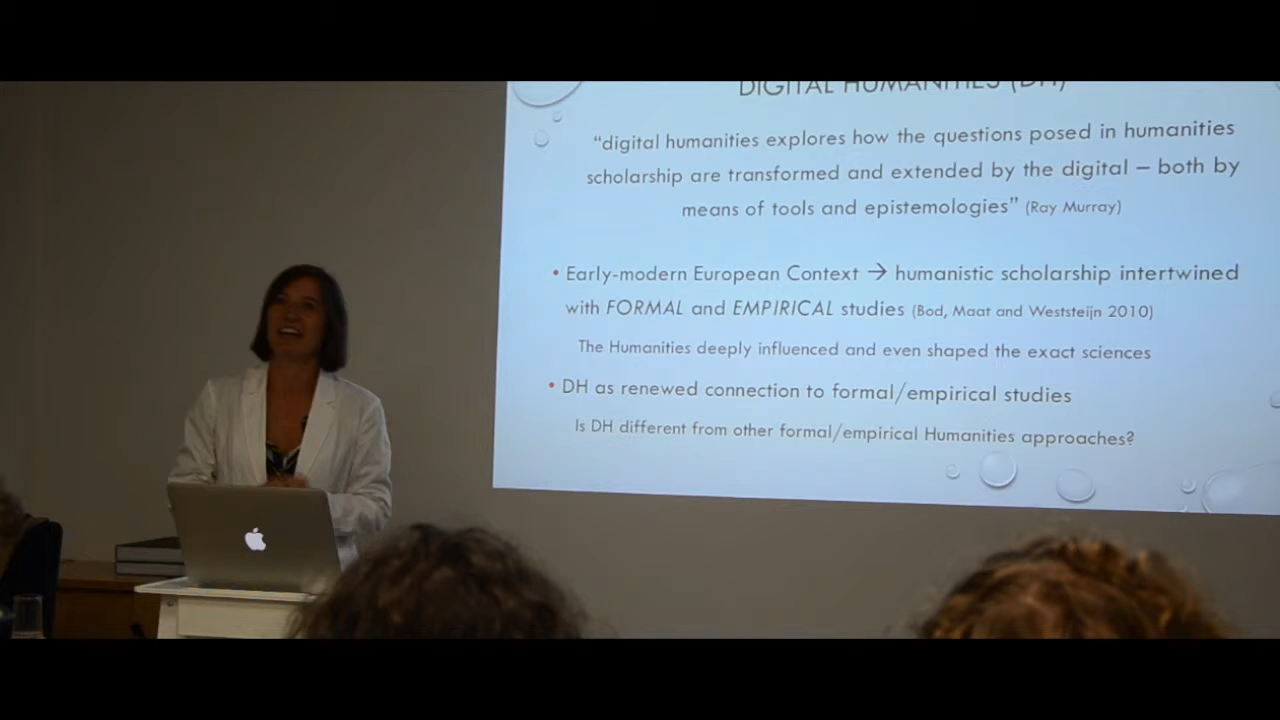 DIGITAL HUMANITIES (DH)
“digital humanities explores how the questions posed in humanities
scholarship are transformed and extended by the digital – both by
means of tools and epistemologies” (Ray Murray)
• Early-modern European Context → humanistic scholarship intertwined
with FORMAL and EMPIRICAL studies (Bod, Maat and Weststeijn 2010)
The Humanities deeply influenced and even shaped the exact sciences
• DH as renewed connection to formal/empirical studies
Is DH different from other formal/empirical Humanities approaches?